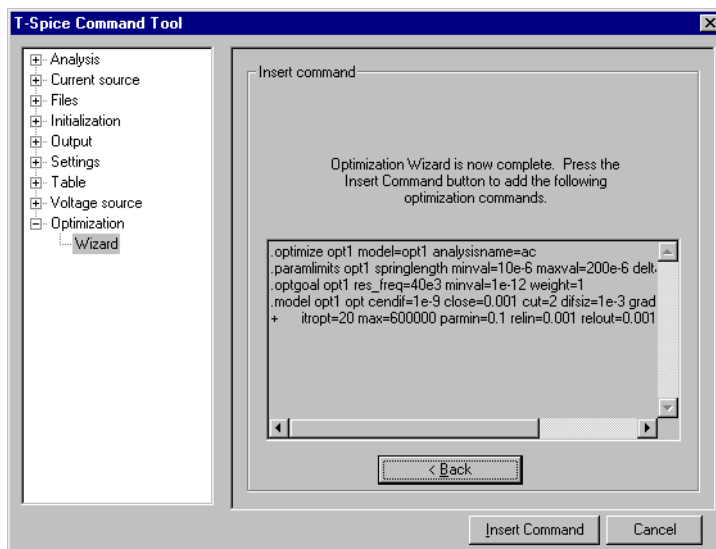 T-Spice Command Tool
Analysis
Current source
Files
Initialization
Output
Settings
Table
Voltage source
Optimization
Wizard
Insert command
Optimization Wizard is now complete. Press the
Insert Command button to add the following
optimization commands.
.optimize opt1 model=opt1 analysisname=ac
.paramlimits opt1 springlength minval=10e-6 maxval=200e-6 delt
.optgoal opt1 res_freq=40e3 minval=1e-12 weight=1
.model opt1 opt cendif=1e-9 close=0.001 cut=2 difsiz=1e-3 grad
+ itropt=20 max=600000 parmin=0.1 relin=0.001 relout=0.001
< Back
Insert Command
Cancel